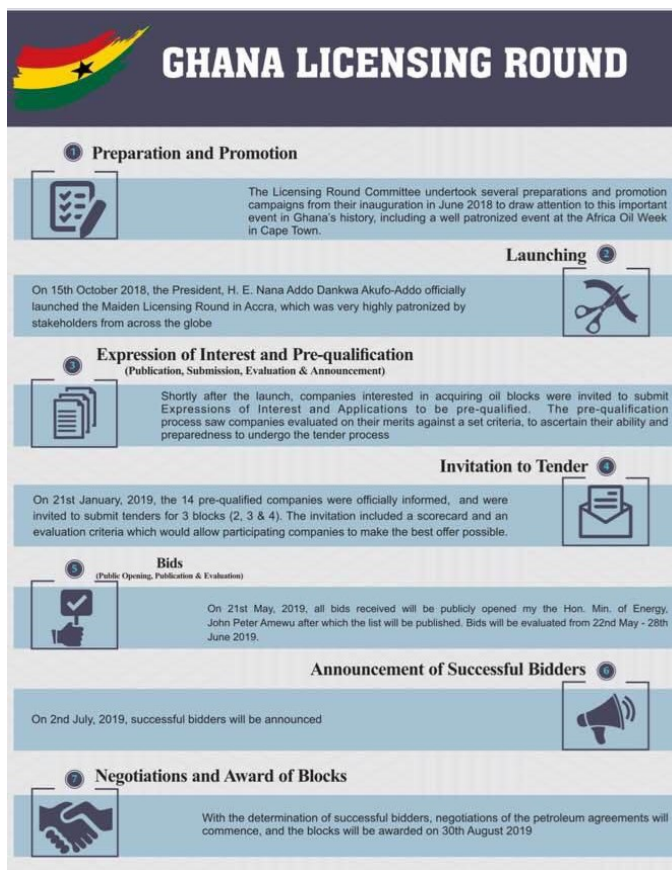 GHANA LICENSING ROUND
1 Preparation and Promotion
The Licensing Round Committee undertook several preparations and promotion
campaigns from their inauguration in June 2018 to draw attention to this important
event in Ghana's history, including a well patronized event at the Africa Oil Week
in Cape Town.
Launching 2
On 15th October 2018, the President, H. E. Nana Addo Dankwa Akufo-Addo officially
launched the Maiden Licensing Round in Accra, which was very highly patronized by
stakeholders from across the globe
3 Expression of Interest and Pre-qualification
(Publication, Submission, Evaluation & Announcement)
Shortly after the launch, companies interested in acquiring oil blocks were invited to submit
Expressions of Interest and Applications to be pre-qualified. The pre-qualification
process saw companies evaluated on their merits against a set criteria, to ascertain their ability and
preparedness to undergo the tender process
Invitation to Tender 4
On 21st January, 2019, the 14 pre-qualified companies were officially informed, and were
invited to submit tenders for 3 blocks (2, 3 & 4). The invitation included a scorecard and an
evaluation criteria which would allow participating companies to make the best offer possible.
5 Bids
(Public Opening, Publication & Evaluation)
On 21st May, 2019, all bids received will be publicly opened my the Hon. Min. of Energy,
John Peter Amewu after which the list will be published. Bids will be evaluated from 22nd May - 28th
June 2019.
Announcement of Successful Bidders 6
On 2nd July, 2019, successful bidders will be announced
7 Negotiations and Award of Blocks
With the determination of successful bidders, negotiations of the petroleum agreements will
commence, and the blocks will be awarded on 30th August 2019